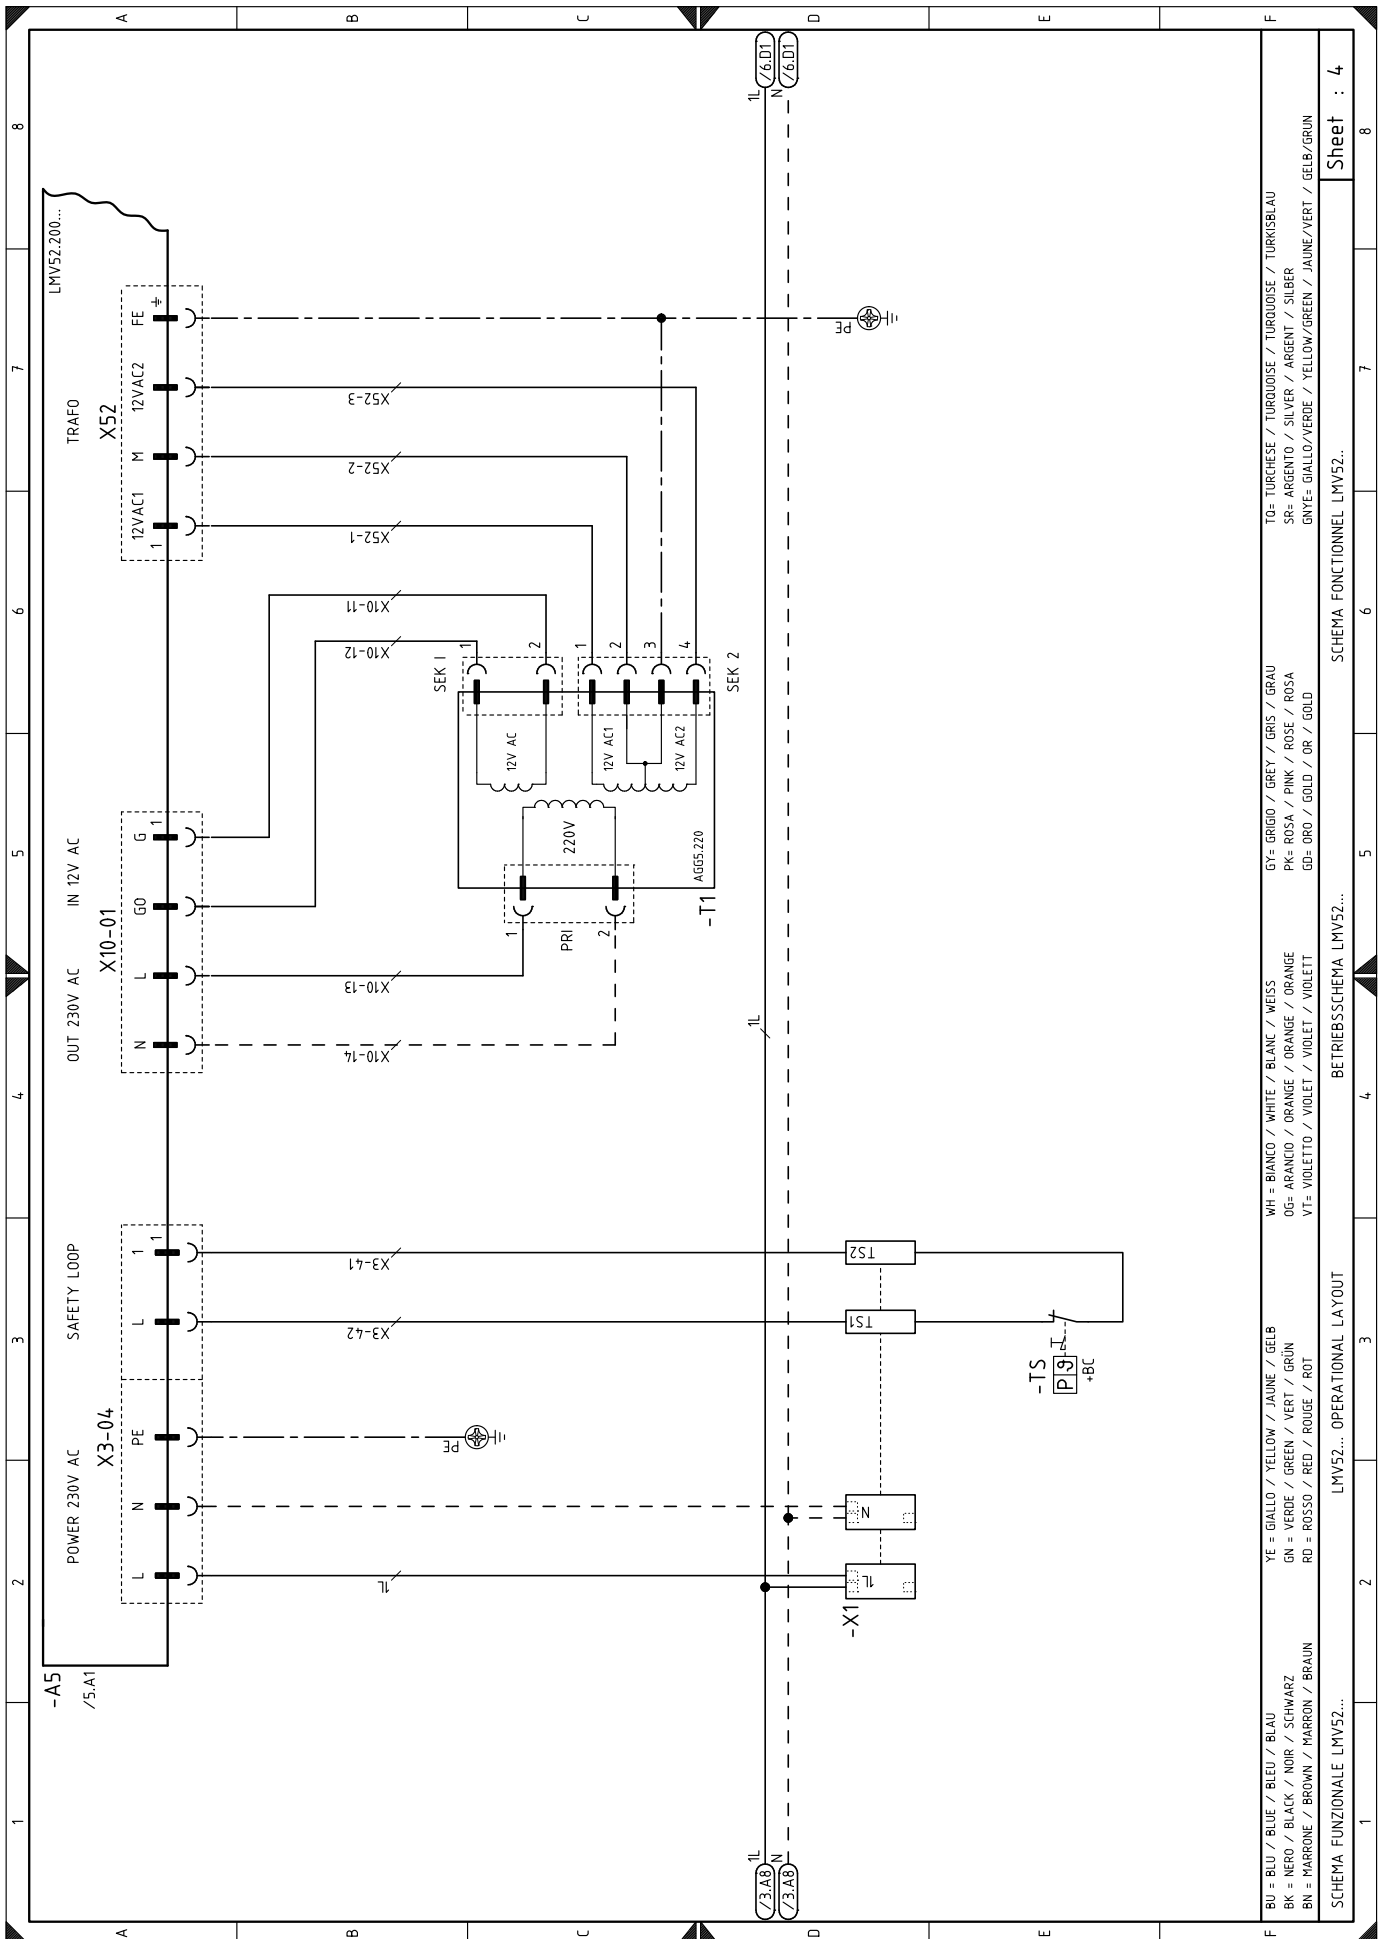 1 2 3 4 5 6 7 8
A A
B B
C C
D D
E E
F F
-A5
/5.A1
LMV52.200...
POWER 230V AC
SAFETY LOOP
OUT 230V AC
IN 12V AC
TRAFO
X3-04
X10-01
X52
L N PE L 1
1
N L GO G
1
12VAC1 M 12VAC2 FE
1
1L
X3-42
X3-41
X10-14
X10-13
X10-12
X10-11
X52-1
X52-2
X52-3
PE
PE
SEK 1
1 2
SEK 2
1 2 3 4
12V AC
12V AC1
12V AC2
220V
AGG5.220
PRI
1
2
-T1
/3.A8 1L
/3.A8 N
1L
1L /6.D1
N /6.D1
-X1
1L
N
TS1
TS2
-TS
P ϑ
+BC
BU = BLU / BLUE / BLEU / BLAU
BK = NERO / BLACK / NOIR / SCHWARZ
BN = MARRONE / BROWN / MARRON / BRAUN
YE = GIALLO / YELLOW / JAUNE / GELB
GN = VERDE / GREEN / VERT / GRÜN
RD = ROSSO / RED / ROUGE / ROT
WH = BIANCO / WHITE / BLANC / WEISS
OG= ARANCIO / ORANGE / ORANGE / ORANGE
VT= VIOLETTO / VIOLET / VIOLET / VIOLETT
GY= GRIGIO / GREY / GRIS / GRAU
PK= ROSA / PINK / ROSE / ROSA
GD= ORO / GOLD / OR / GOLD
TQ= TURCHESE / TURQUOISE / TURQUOISE / TURKISBLAU
SR= ARGENTO / SILVER / ARGENT / SILBER
GNYE= GIALLO/VERDE / YELLOW/GREEN / JAUNE/VERT / GELB/GRUN
SCHEMA FUNZIONALE LMV52...
LMV52... OPERATIONAL LAYOUT
BETRIEBSSCHEMA LMV52...
SCHEMA FONCTIONNEL LMV52..
Sheet : 4
1 2 3 4 5 6 7 8